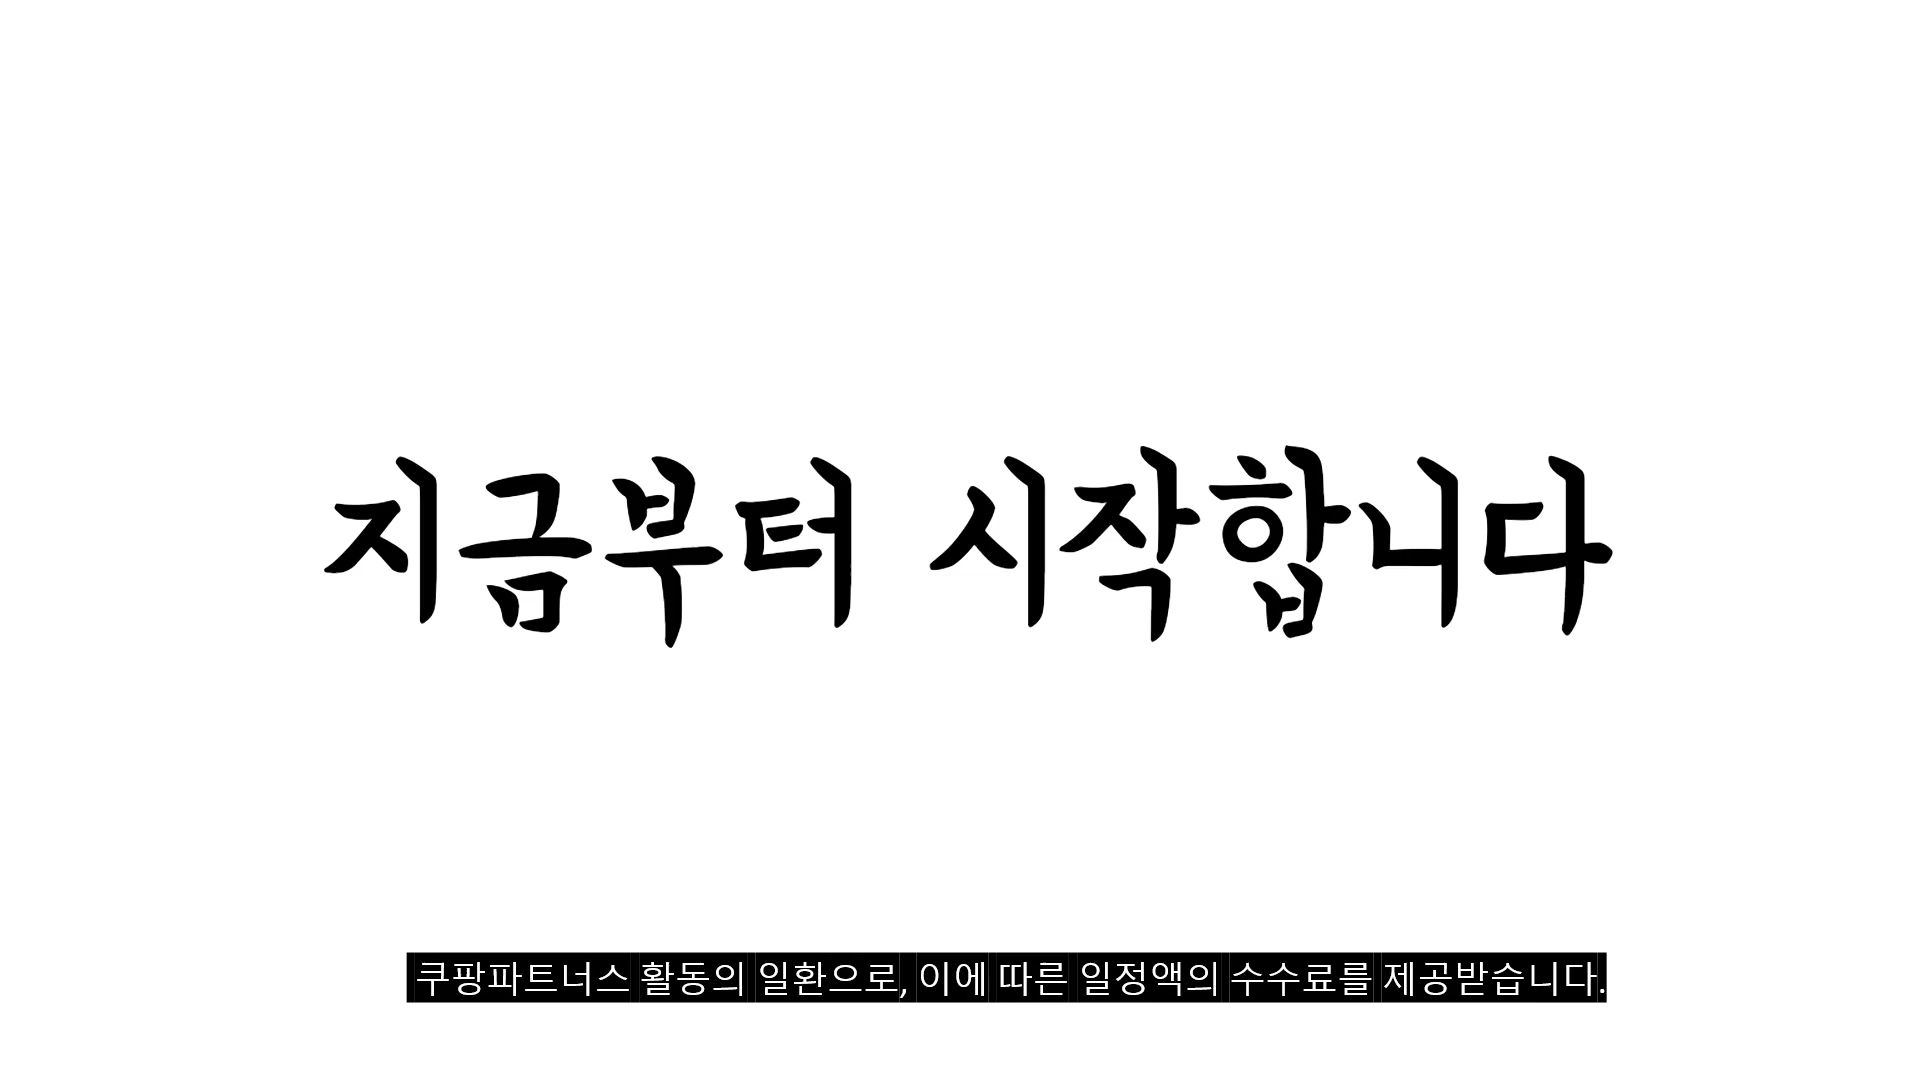 지금부터 시작합니다
쿠팡파트너스 활동의 일환으로, 이에 따른 일정액의 수수료를 제공받습니다.